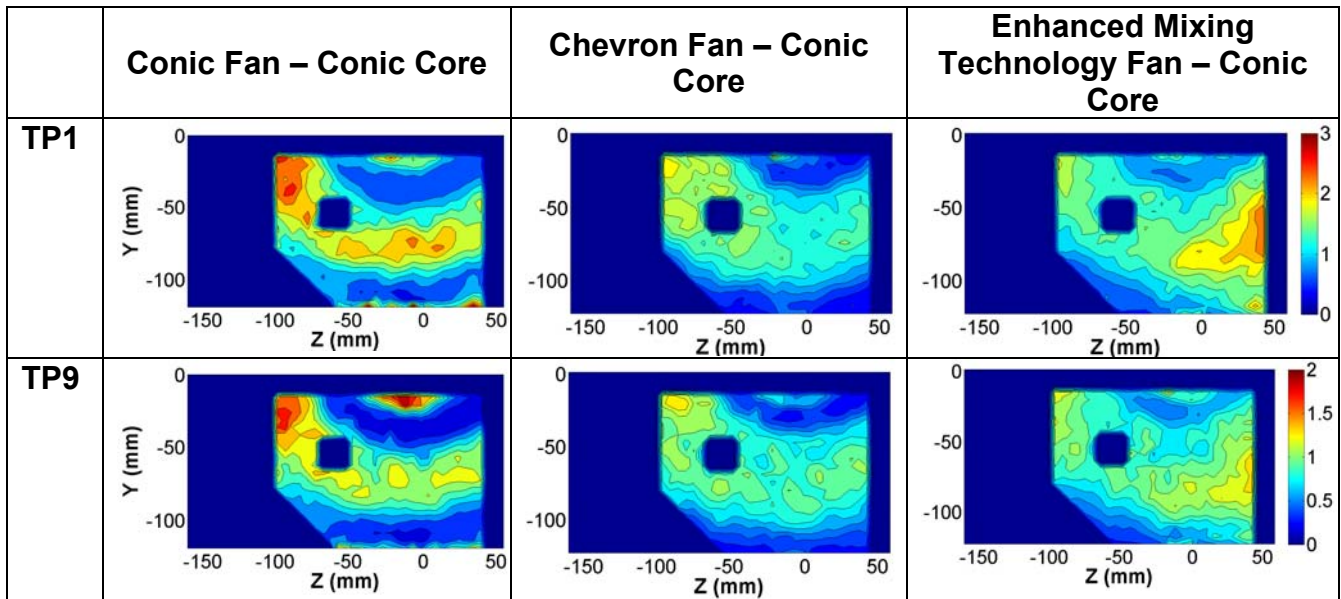 Conic Fan – Conic Core
Chevron Fan – Conic
Core
Enhanced Mixing
Technology Fan – Conic
Core
TP1
0
-50
-100
Y (mm)
-150 -100 -50 0 50
Z (mm)
0
-50
-100
-150 -100 -50 0 50
Z (mm)
0
-50
-100
-150 -100 -50 0 50
Z (mm)
3
2
1
0
TP9
0
-50
-100
Y (mm)
-150 -100 -50 0 50
Z (mm)
0
-50
-100
-150 -100 -50 0 50
Z (mm)
0
-50
-100
-150 -100 -50 0 50
Z (mm)
2
1.5
1
0.5
0